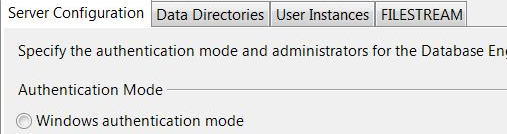 Server Configuration Data Directories User Instances FILESTREAM
Specify the authentication mode and administrators for the Database
Authentication Mode
Windows authentication mode